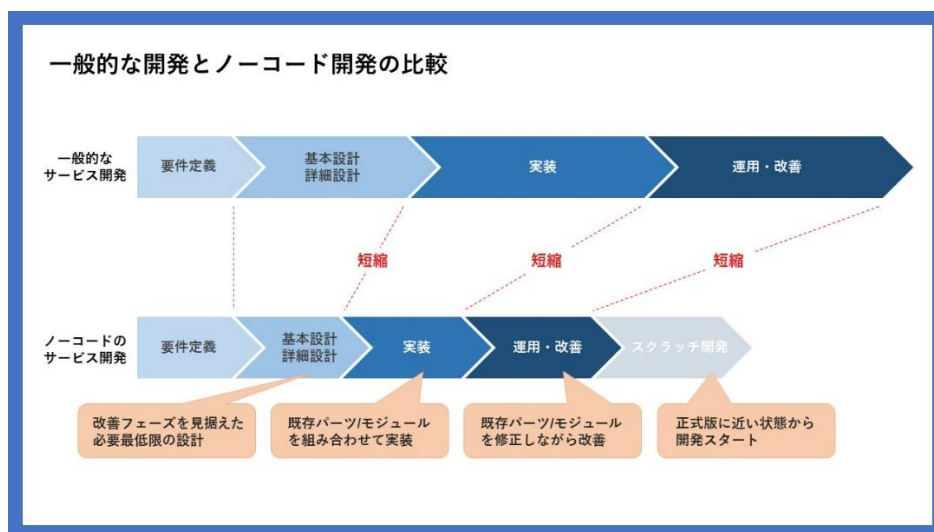 一般的な開発とノーコード開発の比較
一般的な
サービス開発
要件定義
基本設計
詳細設計
実装
運用・改善
短縮
短縮
短縮
ノーコードの
サービス開発
要件定義
基本設計
詳細設計
実装
運用・改善
スクラッチ開発
改善フェーズを見据えた
必要最低限の設計
既存パーツ/モジュール
を組み合わせて実装
既存パーツ/モジュール
を修正しながら改善
正式版に近い状態から
開発スタート